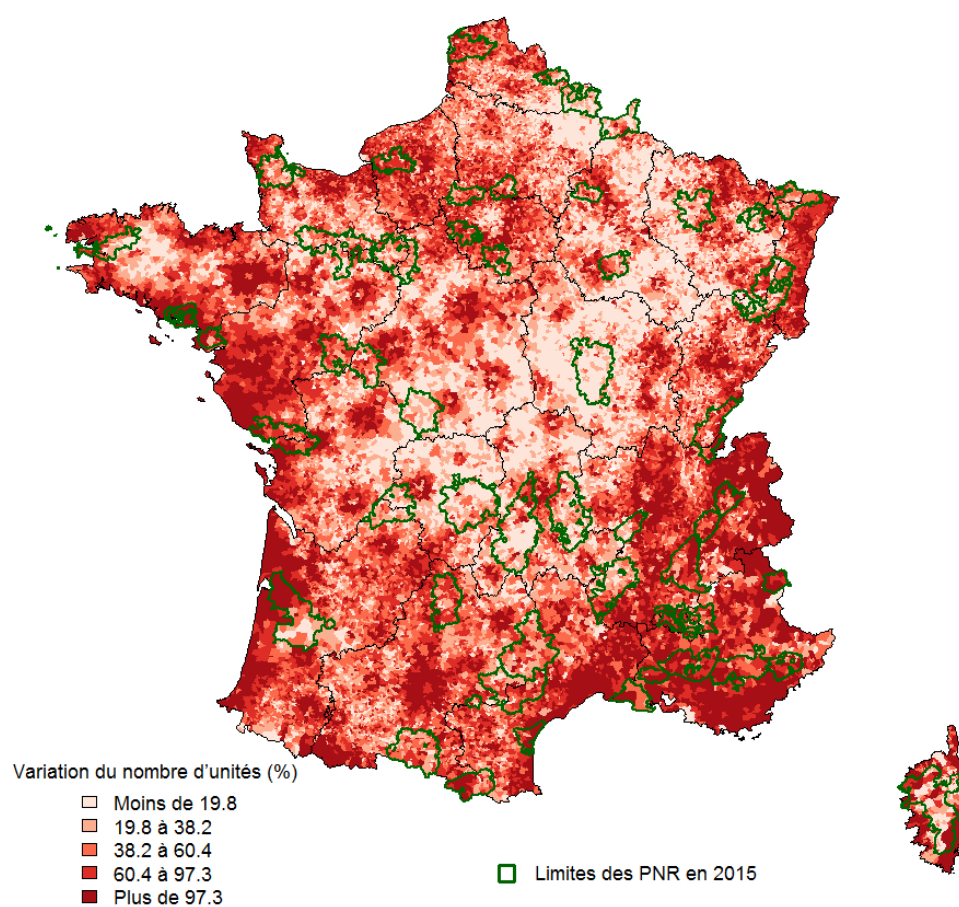 Variation du nombre d'unités (%)
Moins de 19.8
19.8 à 38.2
38.2 à 60.4
60.4 à 97.3
Plus de 97.3
Limites des PNR en 2015